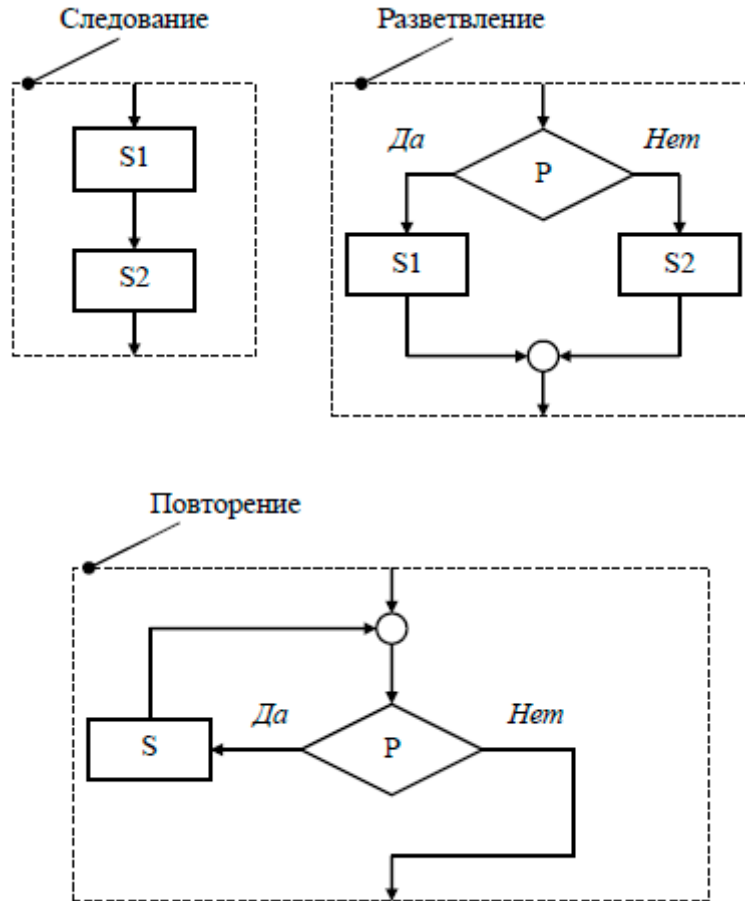 Следование
S1
S2
Разветвление
Да
Нет
P
S1
S2
Повторение
Да
Нет
S
P